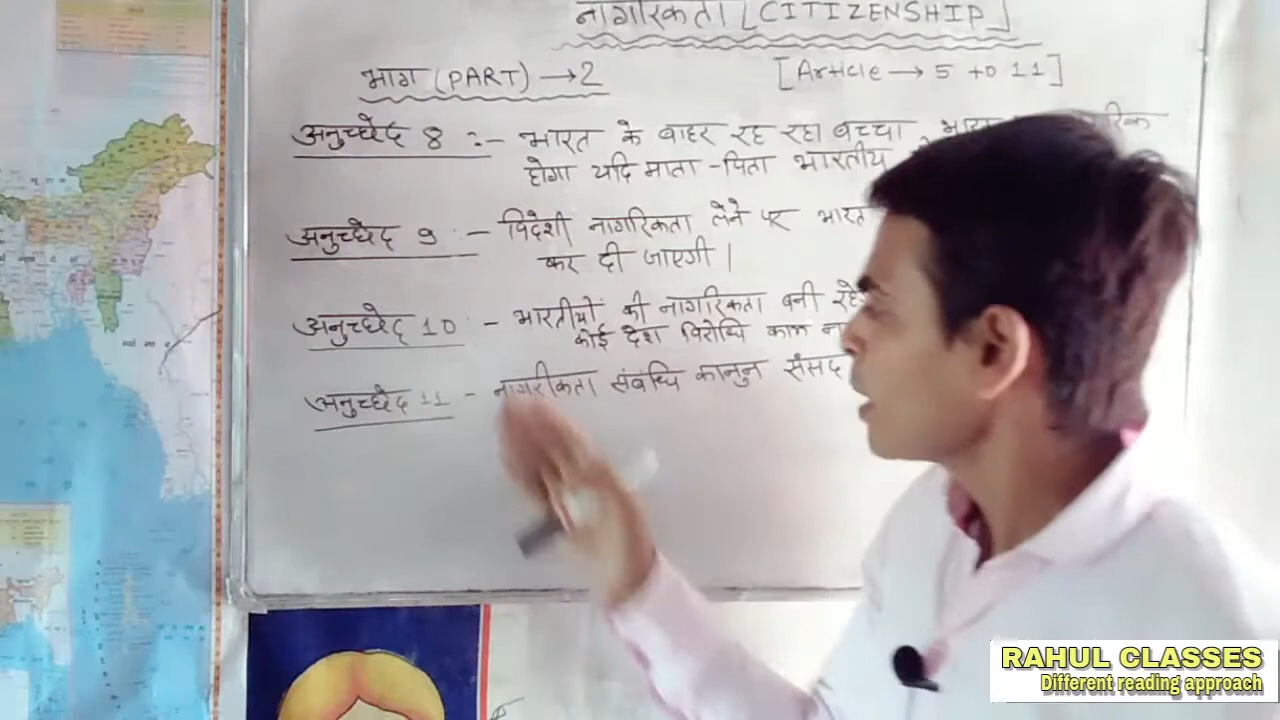 नागरिकता [CITIZENSHIP]
भाग (PART) → 2
[Article → 5 to 11]
अनुच्छेद 8 :- भारत के बाहर रह रहा बच्चा
होगा यदि माता - पिता भारतीय
अनुच्छेद 9 :- विदेशी नागरिकता लेने पर भारत
कर दी जाएगी।
अनुच्छेद 10 :- भारतीयों की नागरिकता बनी रहे
कोई देश विरोधि काम
अनुच्छेद 11 - नागरीकता संबंधि कानुन संसद
RAHUL CLASSES
Different reading approach